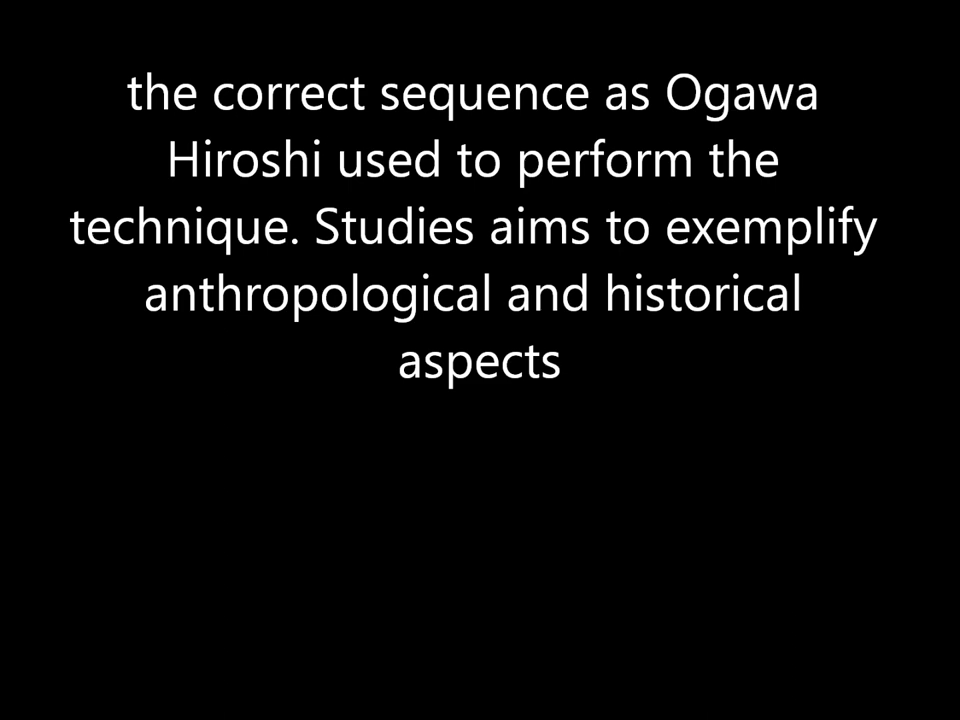 the correct sequence as Ogawa
Hiroshi used to perform the
technique. Studies aims to exemplify
anthropological and historical
aspects